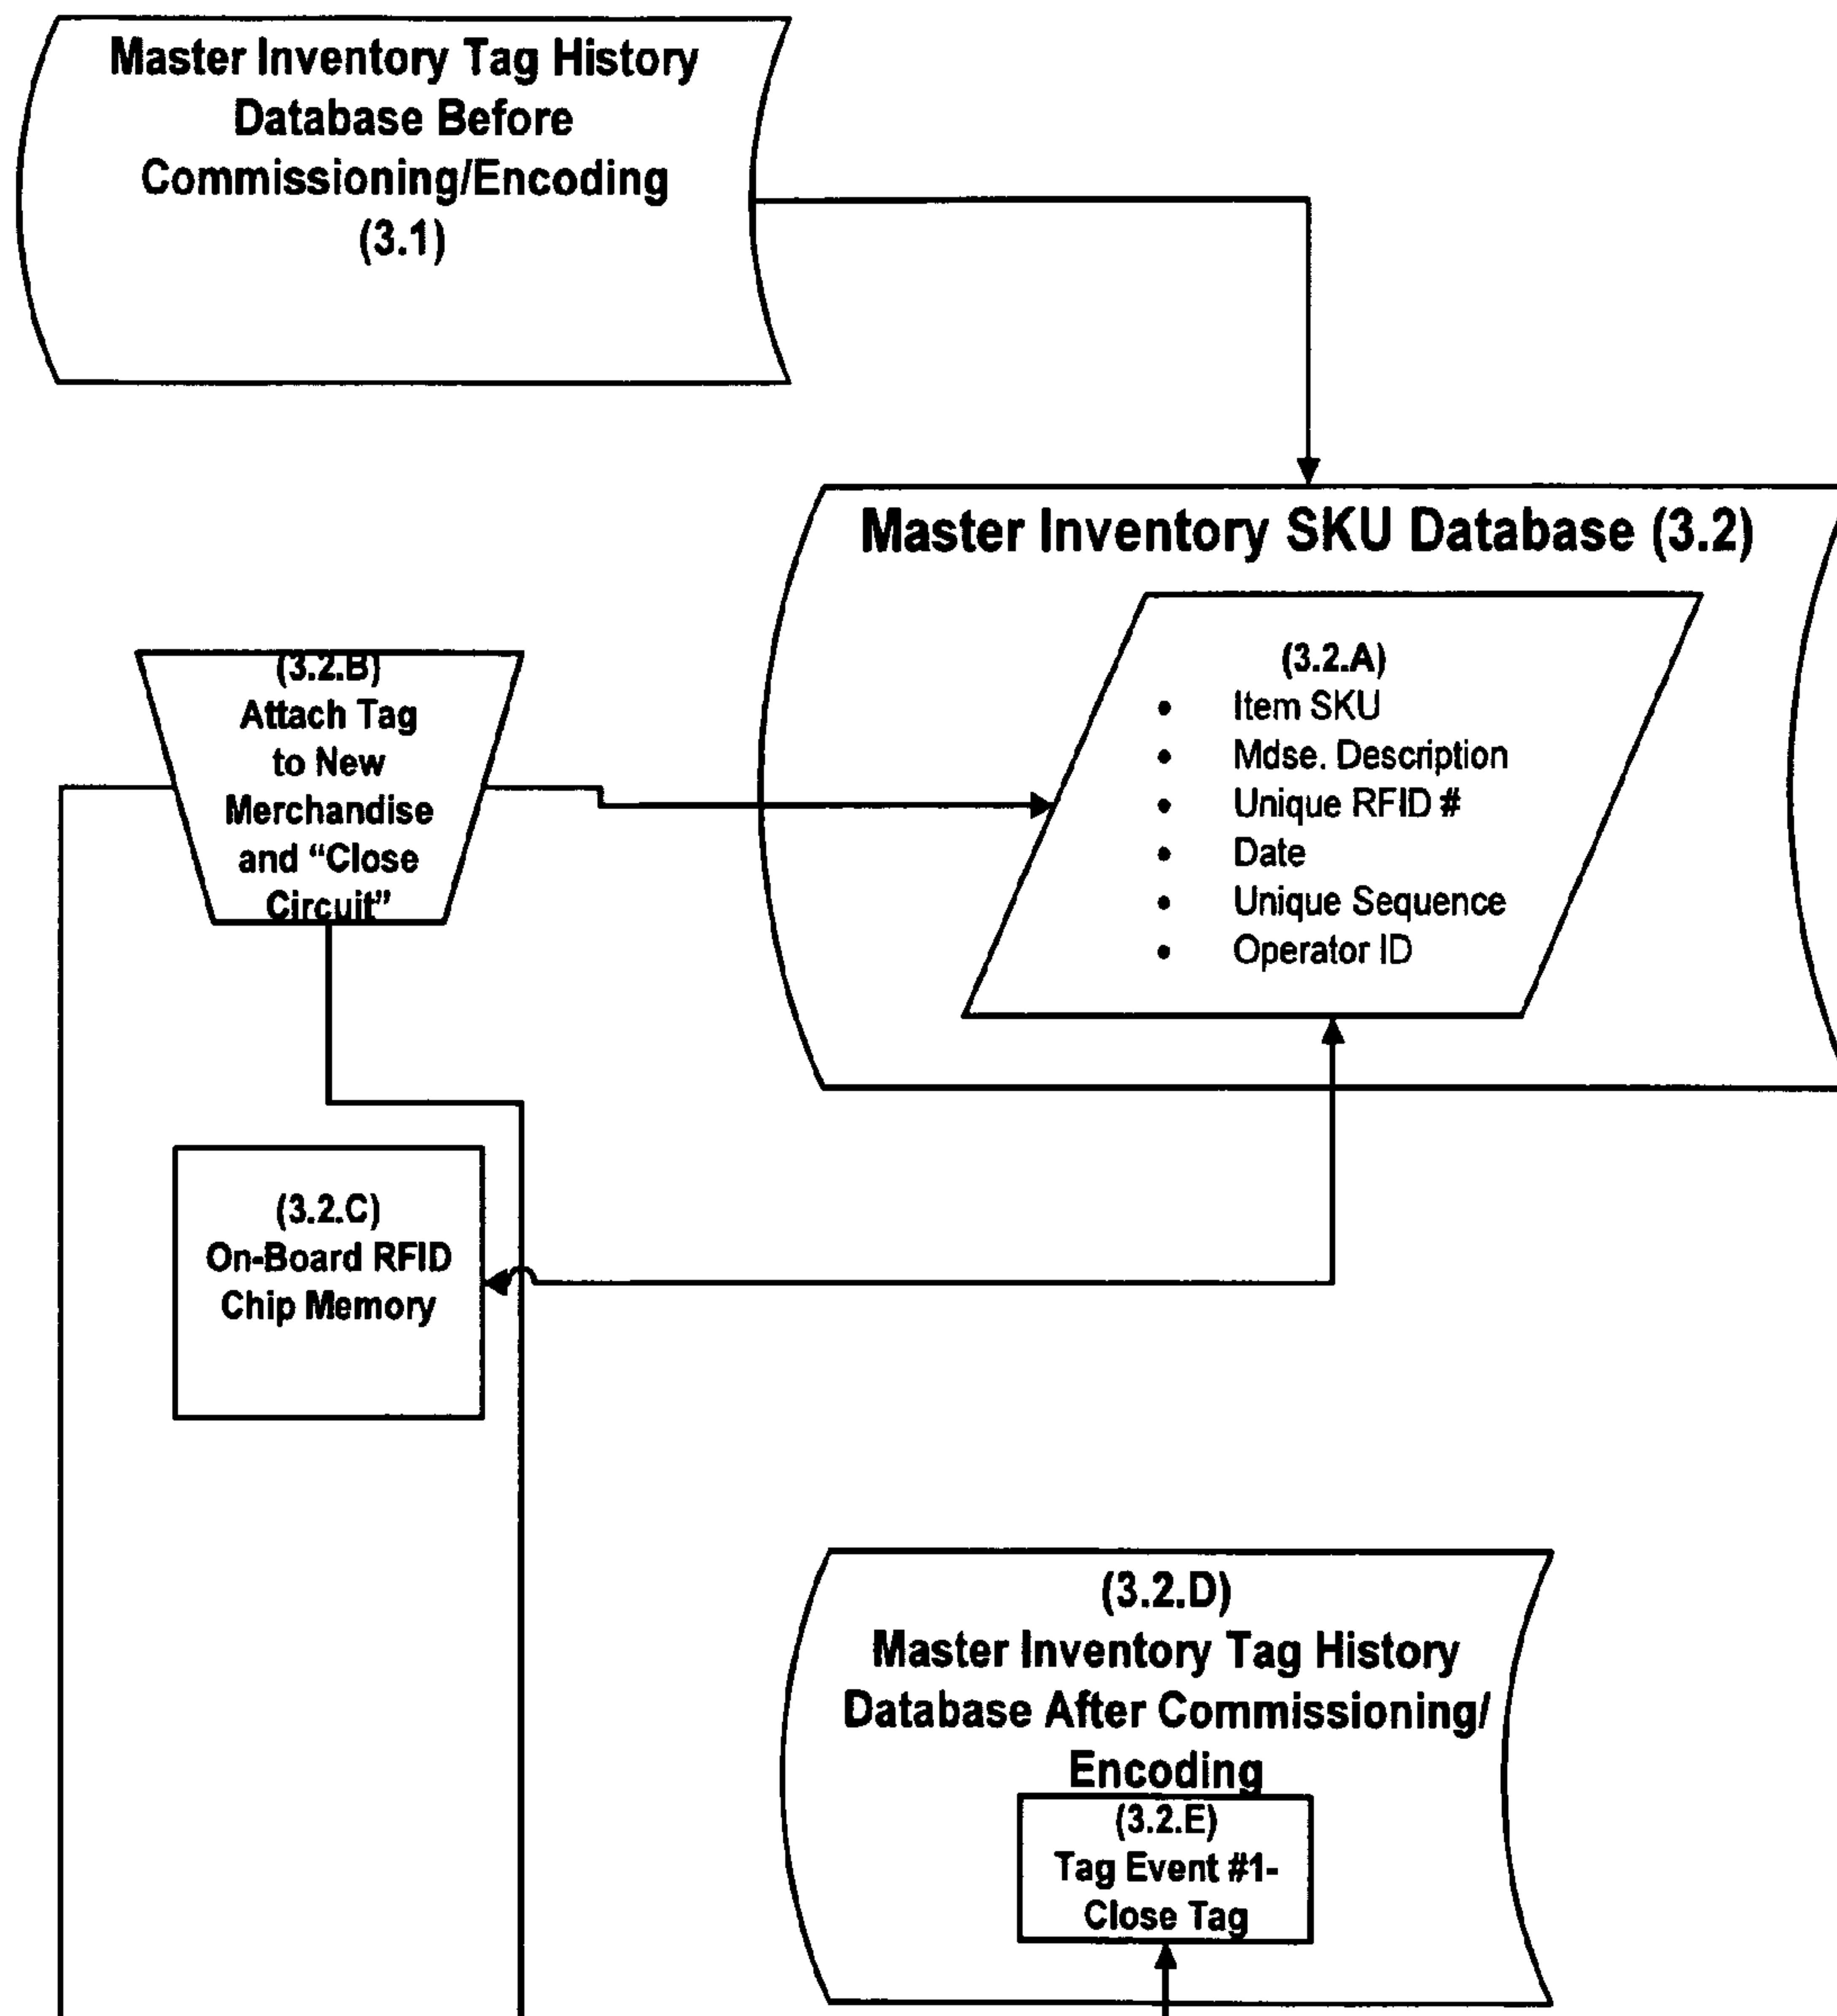 Master Inventory Tag History
Database Before
Commissioning/Encoding
(3.1)
Master Inventory SKU Database (3.2)
(3.2.A)
• Item SKU
• Mdse. Description
• Unique RFID #
• Date
• Unique Sequence
• Operator ID
(3.2.B)
Attach Tag
to New
Merchandise
and “Close
Circuit”
(3.2.C)
On-Board RFID
Chip Memory
(3.2.D)
Master Inventory Tag History
Database After Commissioning/
Encoding
(3.2.E)
Tag Event #1-
Close Tag